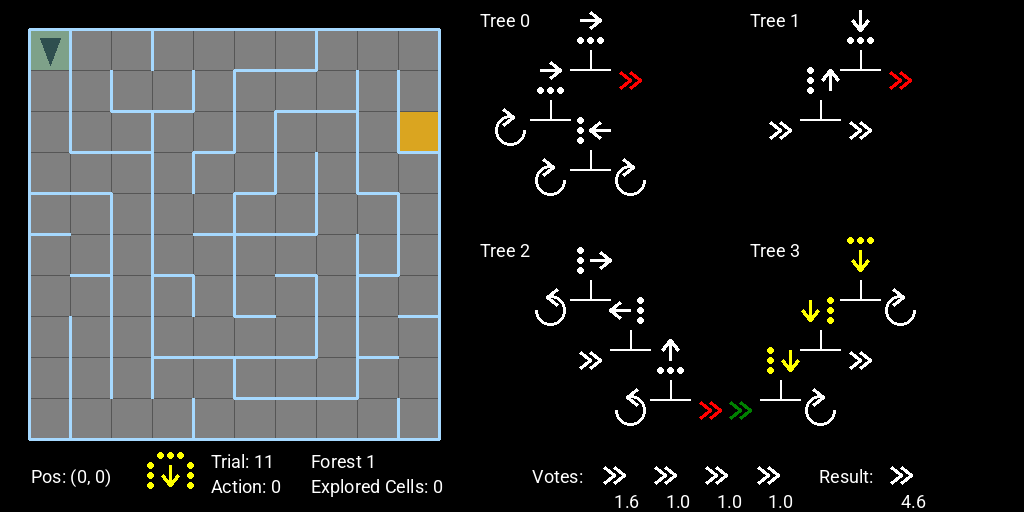 Tree 0
Tree 1
Tree 2
Tree 3
Pos: (0, 0)
Trial: 11
Forest 1
Action: 0
Explored Cells: 0
Votes:
Result:
1.6
1.0
1.0
1.0
4.6